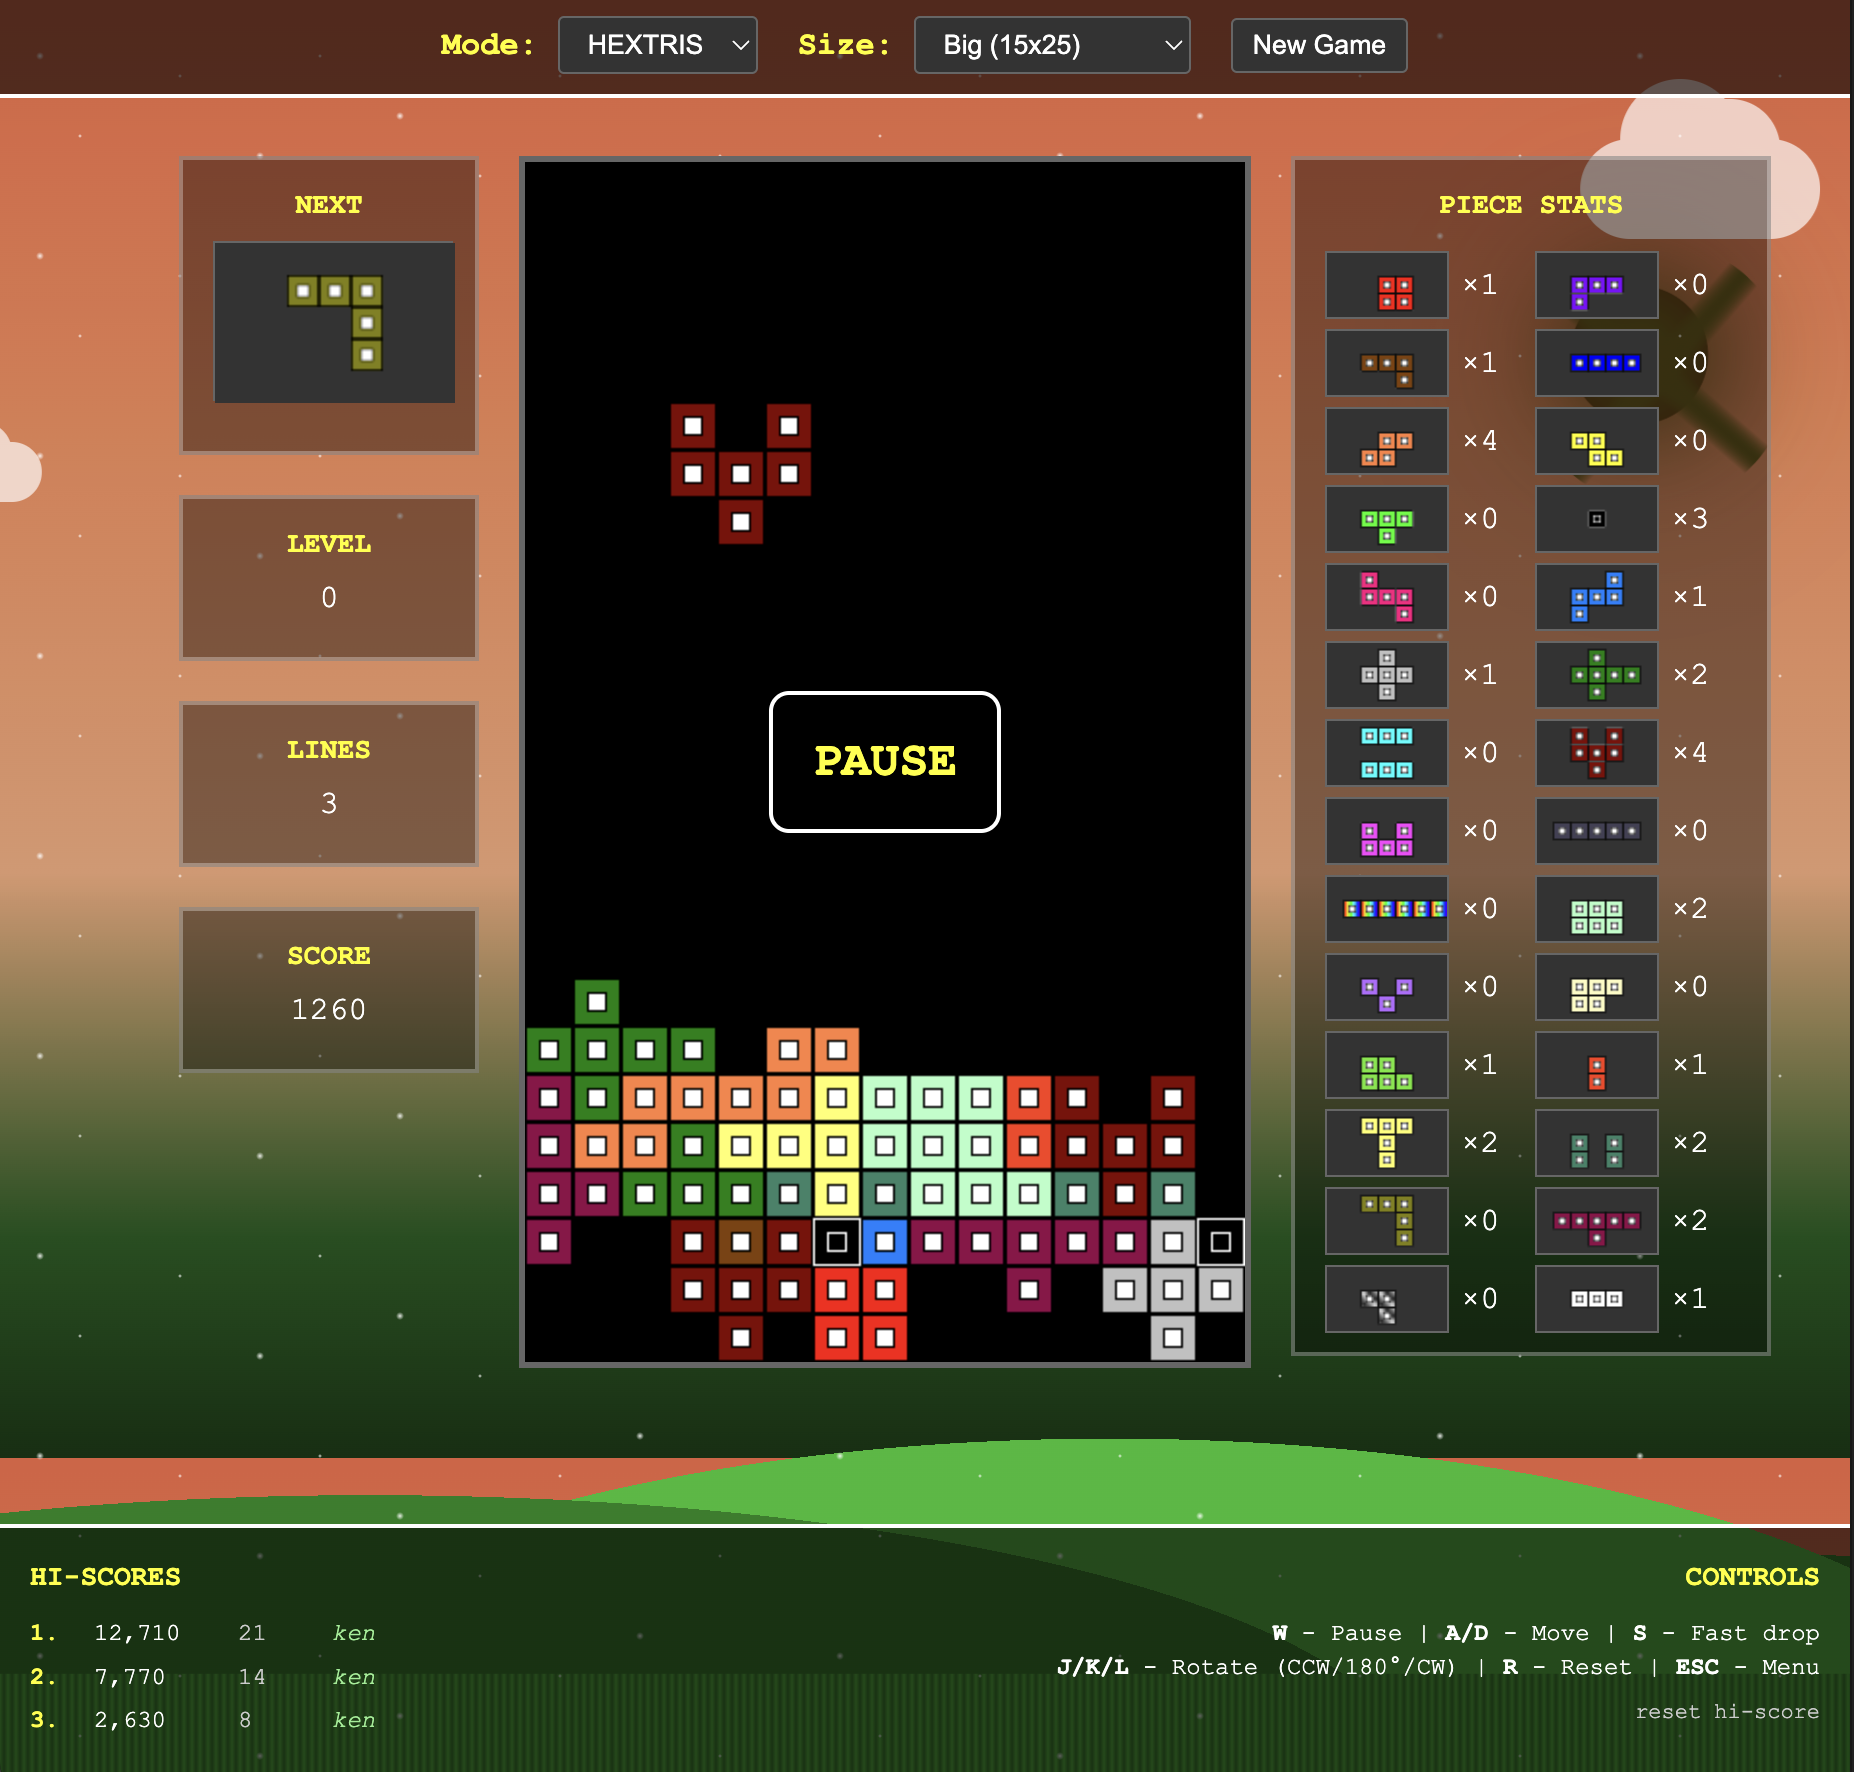 Mode: HEXTRIS Size: Big (15x25) New Game
NEXT
LEVEL
0
LINES
3
SCORE
1260
PAUSE
PIECE STATS
×1 ×0
×1 ×0
×4 ×0
×0 ×3
×0 ×1
×1 ×2
×0 ×4
×0 ×0
×0 ×2
×0 ×0
×1 ×1
×2 ×2
×0 ×2
×0 ×1
HI-SCORES
1. 12,710 21 ken
2. 7,770 14 ken
3. 2,630 8 ken
CONTROLS
W - Pause | A/D - Move | S - Fast drop
J/K/L - Rotate (CCW/180°/CW) | R - Reset | ESC - Menu
reset hi-score